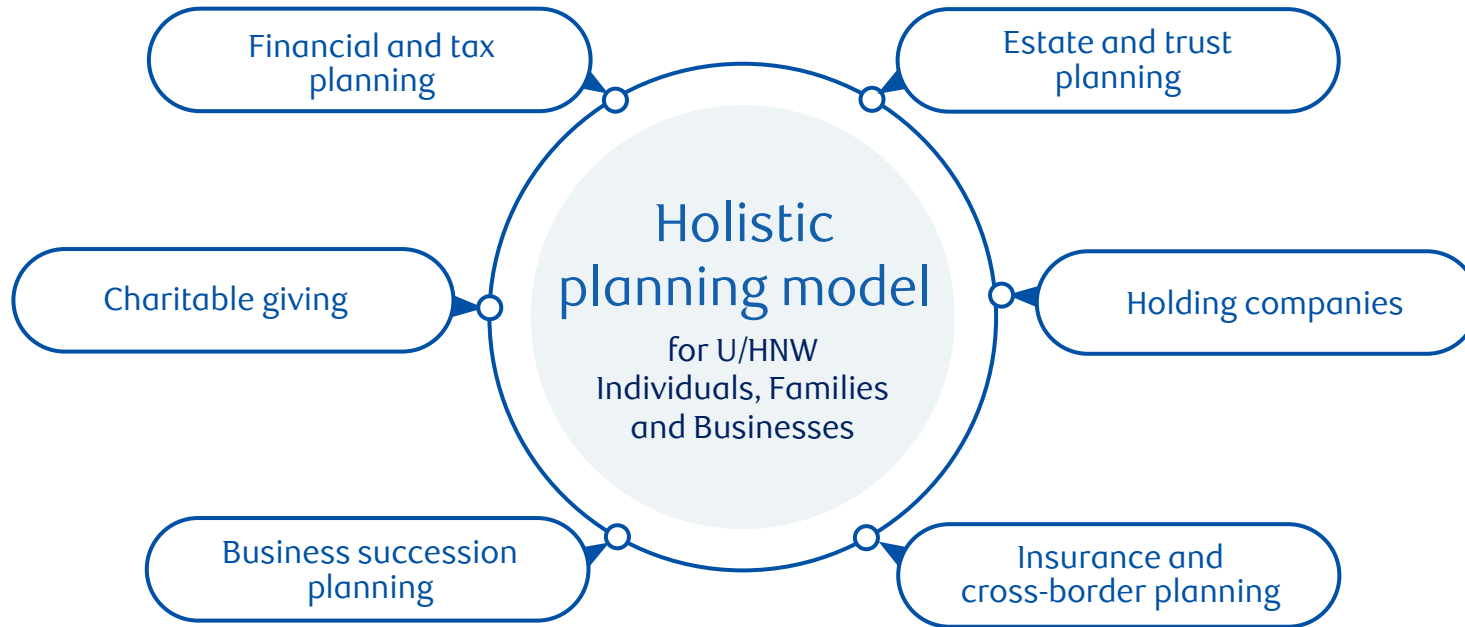 Financial and tax
planning
Estate and trust
planning
Holistic
planning model
for U/HNW
Individuals, Families
and Businesses
Charitable giving
Holding companies
Business succession
planning
Insurance and
cross-border planning